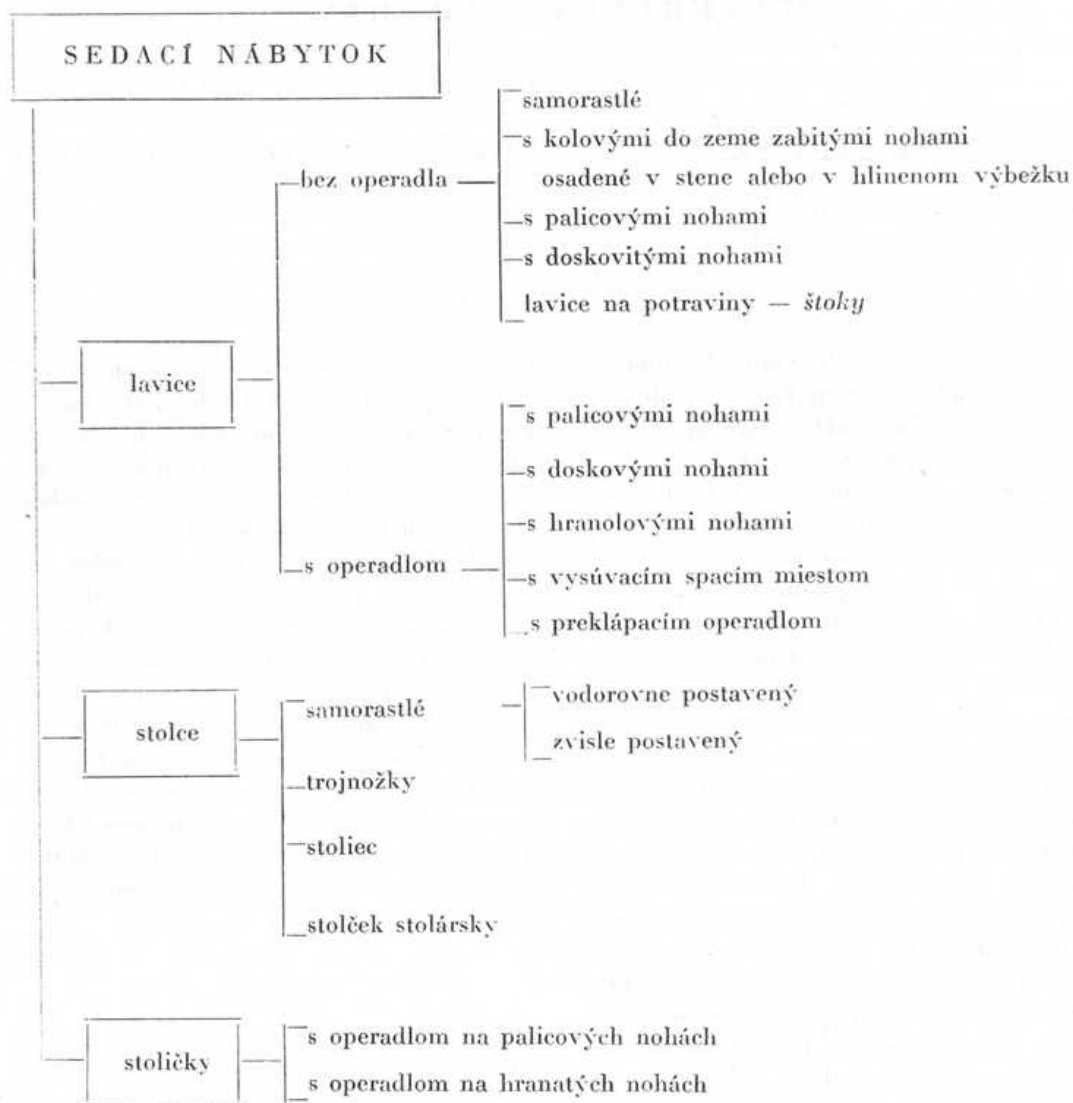 SEDACÍ NÁBYTOK
samorastlé
s kolovými do zeme zabitými nohami
osadené v stene alebo v hlinenom výbežku
bez operadla
s palicovými nohami
s doskovitými nohami
lavice na potraviny — štoky
lavice
s palicovými nohami
s doskovými nohami
s hranolovými nohami
s operadlom
s vysúvacím spacím miestom
s preklápacím operadlom
samorastlé
vodorovne postavený
zvisle postavený
stolce
trojnožky
stoliec
stolček stolársky
stoličky
s operadlom na palicových nohách
s operadlom na hranatých nohách